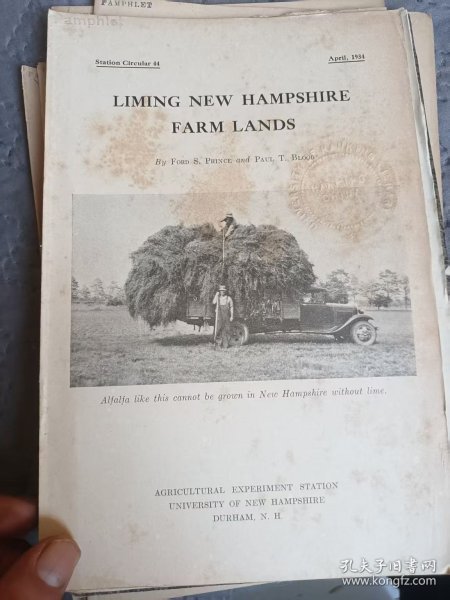 PAMPHLET
Pamphlet
Station Circular 44
April, 1934
LIMING NEW HAMPSHIRE
FARM LANDS
By FORD S. PRINCE and PAUL T. BLOOD
Alfalfa like this cannot be grown in New Hampshire without lime.
AGRICULTURAL EXPERIMENT STATION
UNIVERSITY OF NEW HAMPSHIRE
DURHAM, N. H.
孔夫子旧书网
www.kongfz.com